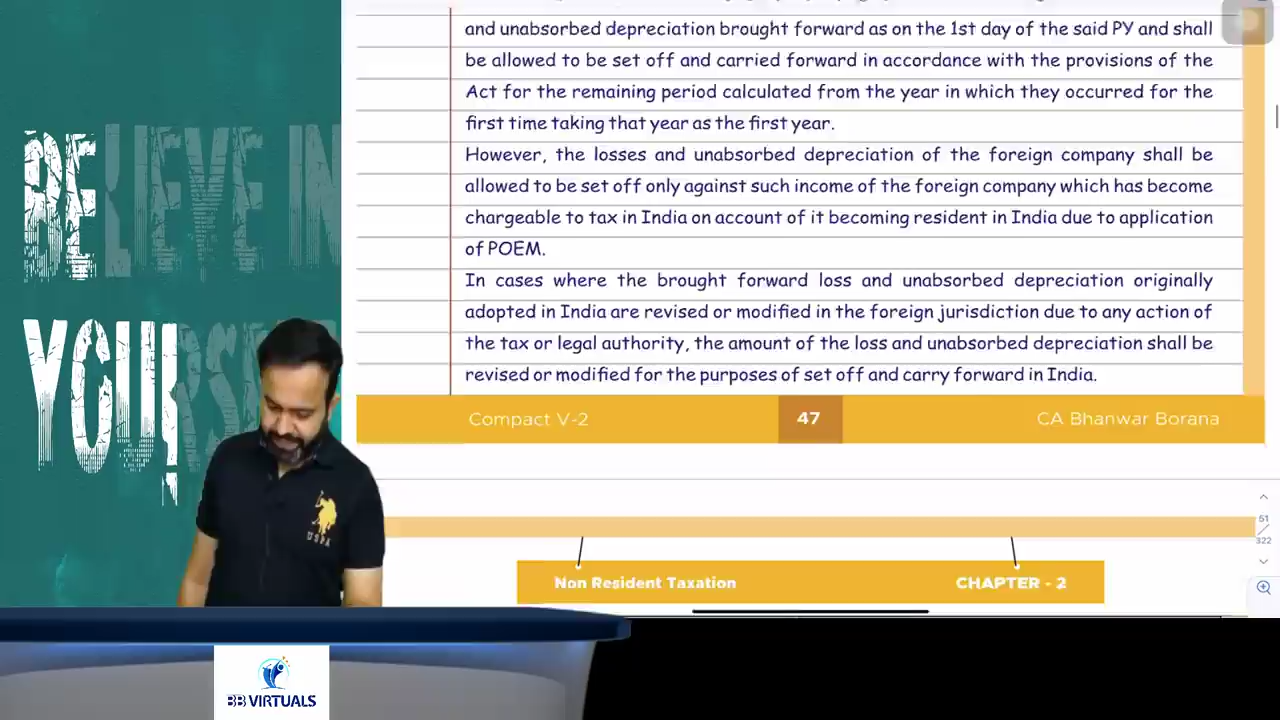 and unabsorbed depreciation brought forward as on the 1st day of the said PY and shall
be allowed to be set off and carried forward in accordance with the provisions of the
Act for the remaining period calculated from the year in which they occurred for the
first time taking that year as the first year.
However, the losses and unabsorbed depreciation of the foreign company shall be
allowed to be set off only against such income of the foreign company which has become
chargeable to tax in India on account of it becoming resident in India due to application
of POEM.
In cases where the brought forward loss and unabsorbed depreciation originally
adopted in India are revised or modified in the foreign jurisdiction due to any action of
the tax or legal authority, the amount of the loss and unabsorbed depreciation shall be
revised or modified for the purposes of set off and carry forward in India.
Compact V-2
47
CA Bhanwar Borana
51
322
Non Resident Taxation
CHAPTER - 2
BELIEVE IN
YOU!
USPA
BB VIRTUALS